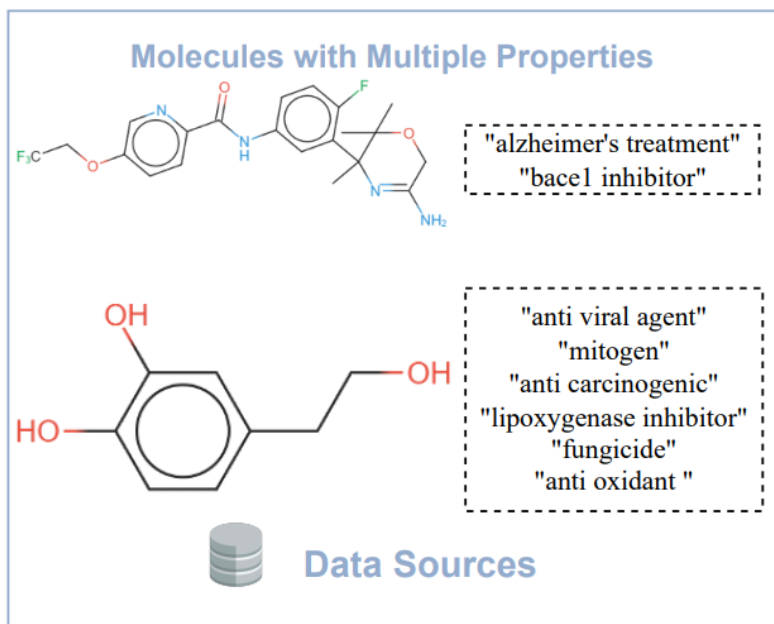 Molecules with Multiple Properties
O
F
N
N
H
F₃C
O
O
N
NH₂
"alzheimer's treatment"
"bace1 inhibitor"
OH
HO
OH
"anti viral agent"
"mitogen"
"anti carcinogenic"
"lipoxygenase inhibitor"
"fungicide"
"anti oxidant "
Data Sources